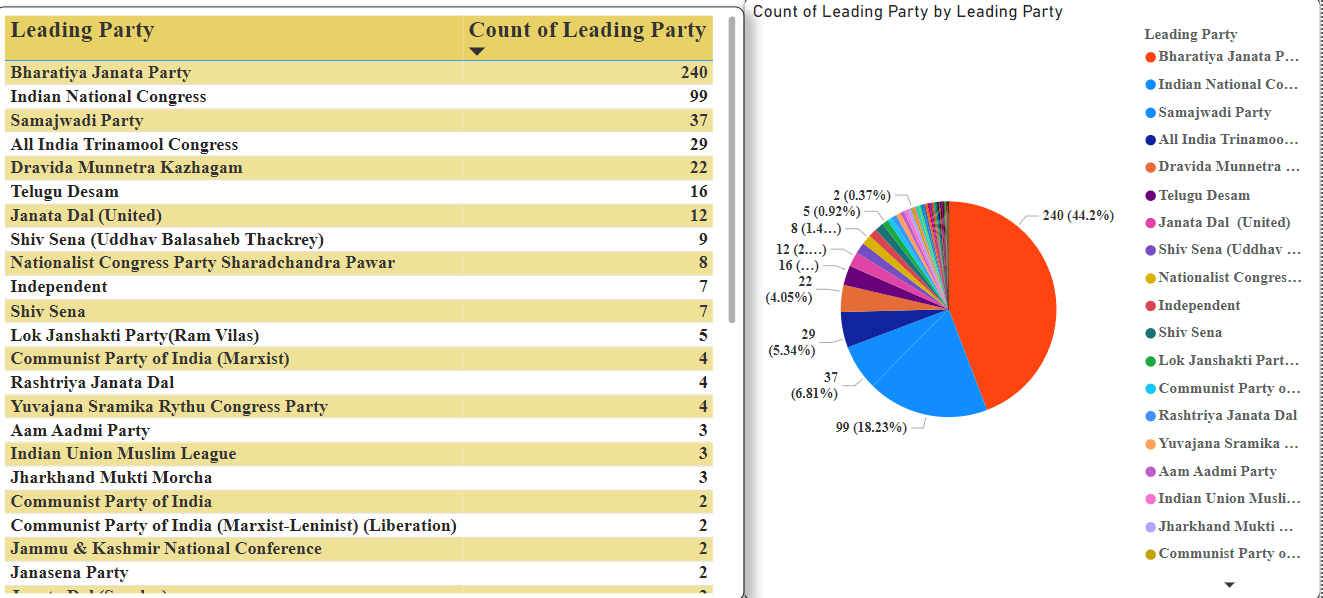 Leading Party Count of Leading Party
Bharatiya Janata Party 240
Indian National Congress 99
Samajwadi Party 37
All India Trinamool Congress 29
Dravida Munnetra Kazhagam 22
Telugu Desam 16
Janata Dal (United) 12
Shiv Sena (Uddhav Balasaheb Thackrey) 9
Nationalist Congress Party Sharadchandra Pawar 8
Independent 7
Shiv Sena 7
Lok Janshakti Party(Ram Vilas) 5
Communist Party of India (Marxist) 4
Rashtriya Janata Dal 4
Yuvajana Sramika Rythu Congress Party 4
Aam Aadmi Party 3
Indian Union Muslim League 3
Jharkhand Mukti Morcha 3
Communist Party of India 2
Communist Party of India (Marxist-Leninist) (Liberation) 2
Jammu & Kashmir National Conference 2
Janasena Party 2
Count of Leading Party by Leading Party
2 (0.37%)
5 (0.92%)
8 (1.4…)
12 (2.…)
16 (…)
22
(4.05%)
29
(5.34%)
37
(6.81%)
99 (18.23%)
240 (44.2%)
Leading Party
Bharatiya Janata P…
Indian National Co…
Samajwadi Party
All India Trinamoo…
Dravida Munnetra …
Telugu Desam
Janata Dal (United)
Shiv Sena (Uddhav …
Nationalist Congres…
Independent
Shiv Sena
Lok Janshakti Part…
Communist Party o…
Rashtriya Janata Dal
Yuvajana Sramika …
Aam Aadmi Party
Indian Union Musli…
Jharkhand Mukti …
Communist Party o…